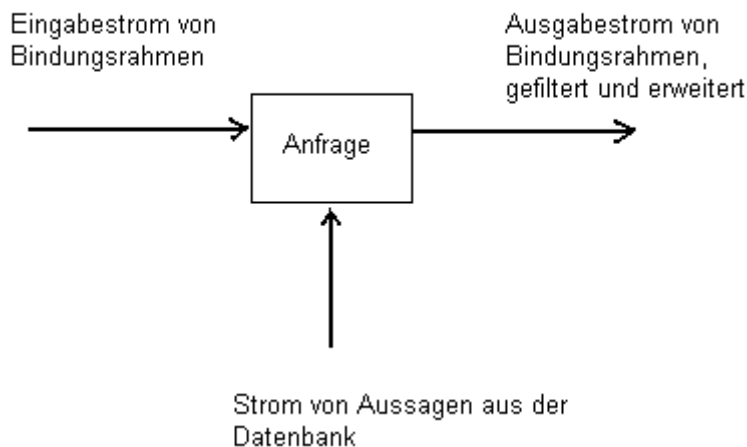 Eingabestrom von
Bindungsrahmen
Ausgabestrom von
Bindungsrahmen,
gefiltert und erweitert
Anfrage
Strom von Aussagen aus der
Datenbank